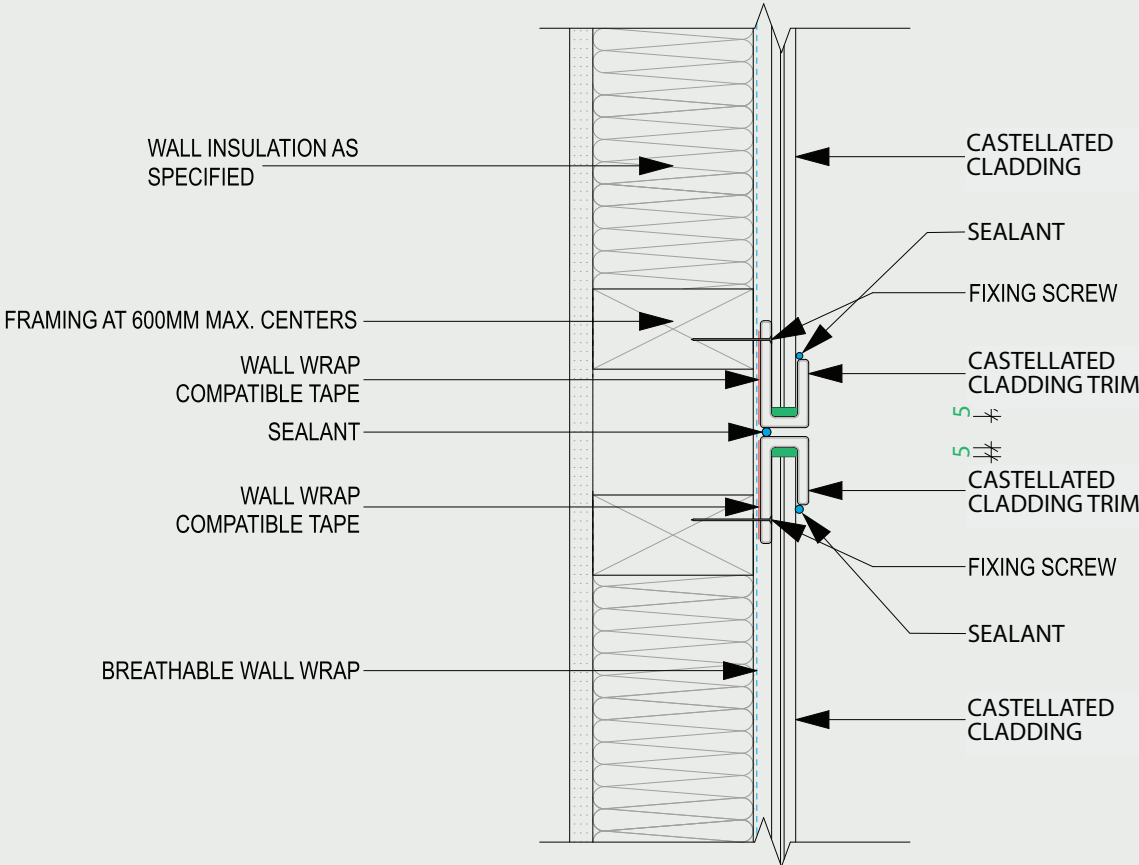 WALL INSULATION AS
SPECIFIED
FRAMING AT 600MM MAX. CENTERS
WALL WRAP
COMPATIBLE TAPE
SEALANT
WALL WRAP
COMPATIBLE TAPE
BREATHABLE WALL WRAP
CASTELLATED
CLADDING
SEALANT
FIXING SCREW
CASTELLATED
CLADDING TRIM
5
5
CASTELLATED
CLADDING TRIM
FIXING SCREW
SEALANT
CASTELLATED
CLADDING